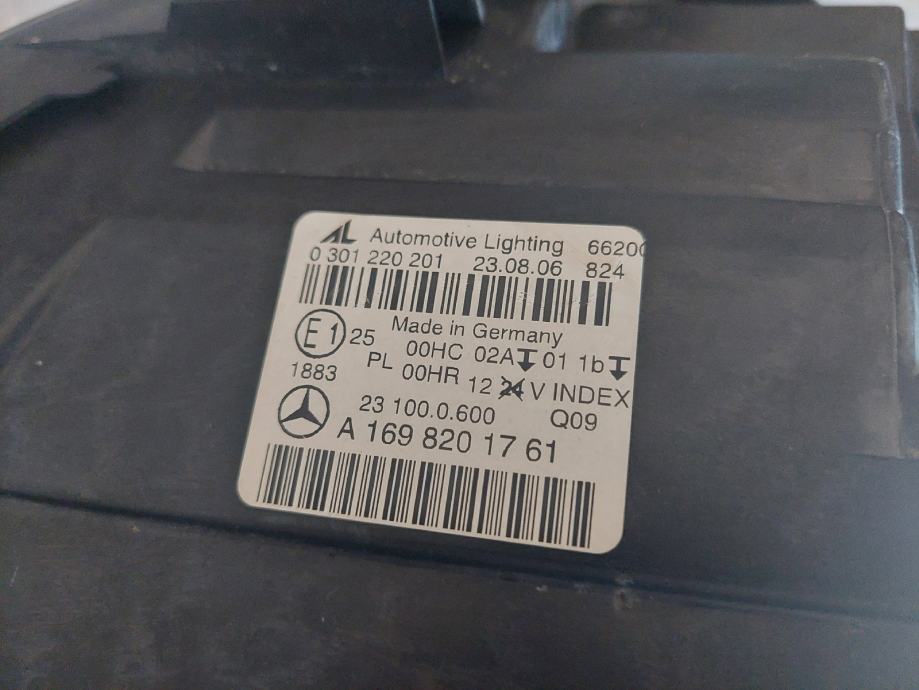 AL Automotive Lighting 66200
0 301 220 201 23.08.06 824
Made in Germany
E1 25 00HC 02A 01 1b
1883 PL 00HR 12 24 V INDEX
23 100.0.600 Q09
A 169 820 17 61